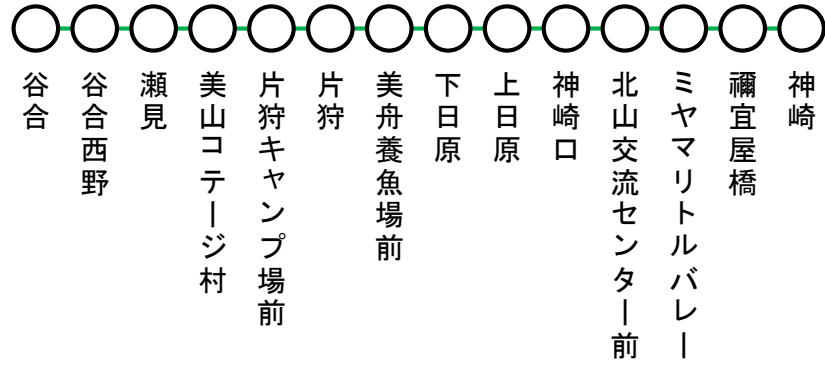 谷合
谷合西野
瀬見
美山コテージ村
片狩キャンプ場前
片狩
美舟養魚場前
下日原
上日原
神崎口
北山交流センター前
ミヤマリトルバレー
禰宜屋橋
神崎